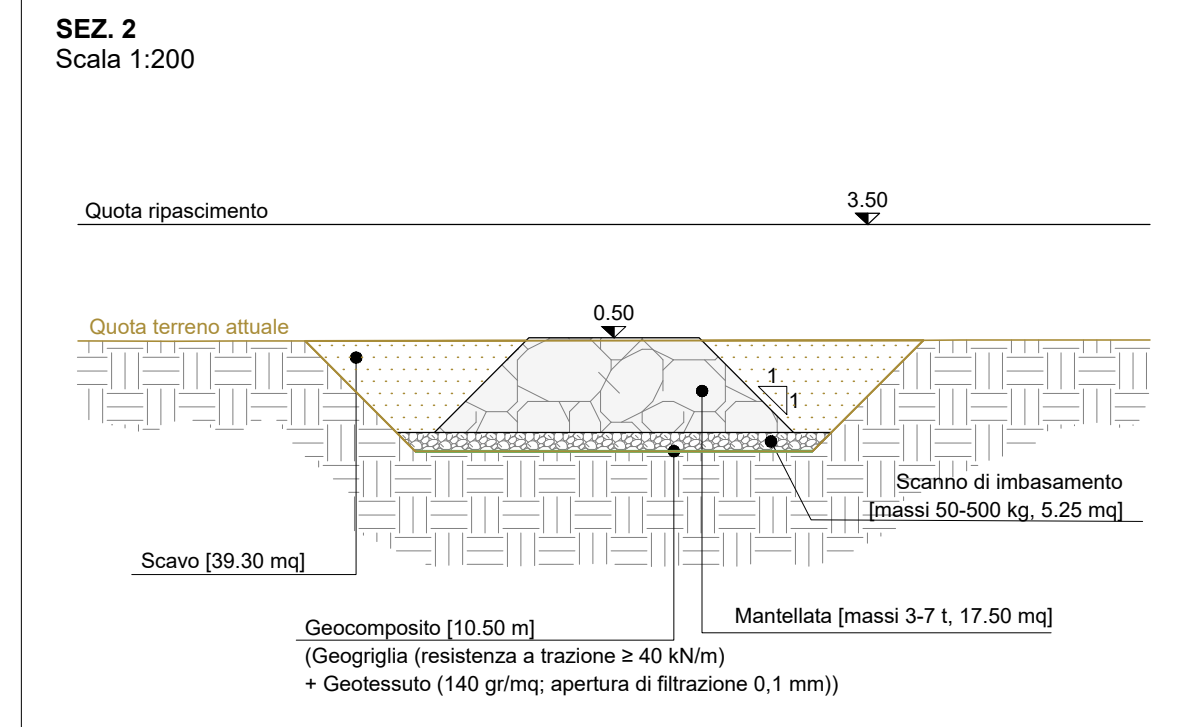 SEZ. 2
Scala 1:200
3.50
Quota ripascimento
0.50
Quota terreno attuale
1
1
Scanno di imbasamento
[massi 50-500 kg, 5.25 mq]
Scavo [39.30 mq]
Mantellata [massi 3-7 t, 17.50 mq]
Geocomposito [10.50 m]
(Geogriglia (resistenza a trazione ≥ 40 kN/m)
+ Geotessuto (140 gr/mq; apertura di filtrazione 0,1 mm))